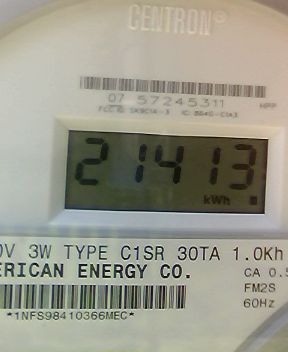 CENTRON®
07 57245311
21413
kWh
0V 3W TYPE C1SR 30TA 1.0Kh
ERICAN ENERGY CO.
CA 0.5
FM2S
60Hz
*1NFS98410366MEC*